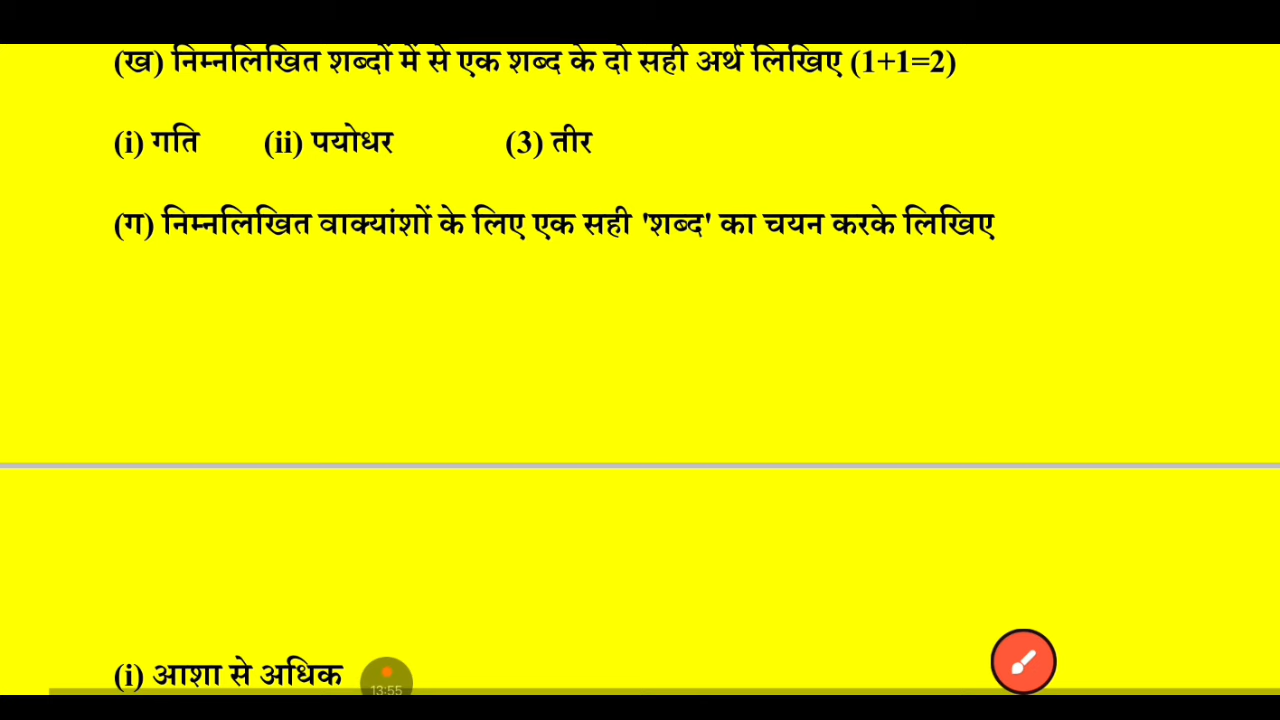 (ख) निम्नलिखित शब्दों में से एक शब्द के दो सही अर्थ लिखिए (1+1=2)
(i) गति (ii) पयोधर (3) तीर
(ग) निम्नलिखित वाक्यांशों के लिए एक सही 'शब्द' का चयन करके लिखिए
(i) आशा से अधिक
13:55